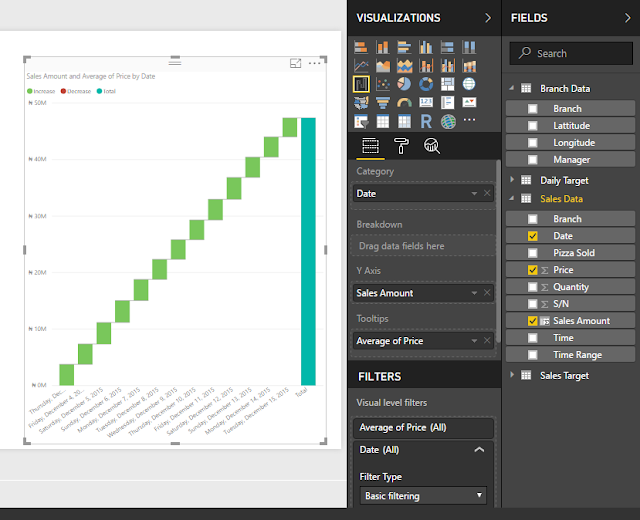 Sales Amount and Average of Price by Date
Increase Decrease Total
₦ 50M
₦ 40M
₦ 30M
₦ 20M
₦ 10M
₦ 0M
Thursday, Dec...
Friday, December 4, 20...
Saturday, December 5, 2015
Sunday, December 6, 2015
Monday, December 7, 2015
Tuesday, December 8, 2015
Wednesday, December 9, 2015
Thursday, December 10, 2015
Friday, December 11, 2015
Saturday, December 12, 2015
Sunday, December 13, 2015
Monday, December 14, 2015
Tuesday, December 15, 2015
Total
VISUALIZATIONS
123
R
Category
Date
Breakdown
Drag data fields here
Y Axis
Sales Amount
Tooltips
Average of Price
FILTERS
Visual level filters
Average of Price (All)
Date (All)
Filter Type
Basic filtering
FIELDS
Search
Branch Data
Branch
Lattitude
Longitude
Manager
Daily Target
Sales Data
Branch
Date
Pizza Sold
Σ Price
Σ Quantity
Σ S/N
Sales Amount
Time
Time Range
Sales Target